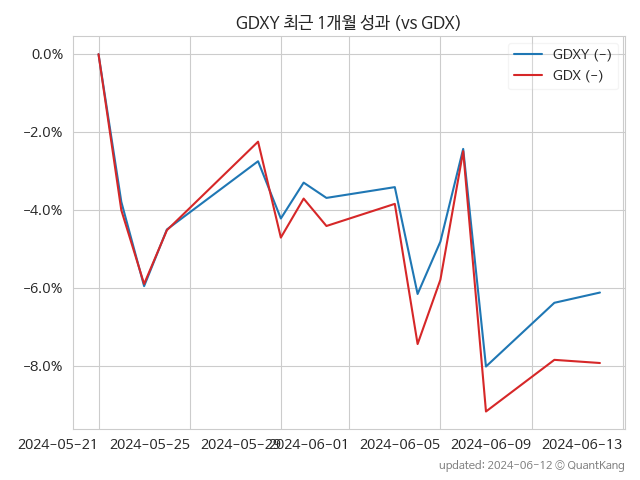 GDXY 최근 1개월 성과 (vs GDX)
GDXY (-)
GDX (-)
0.0%
−2.0%
−4.0%
−6.0%
−8.0%
2024-05-21 2024-05-25 2024-05-29 2024-06-01 2024-06-05 2024-06-09 2024-06-13
updated: 2024-06-12 © QuantKang